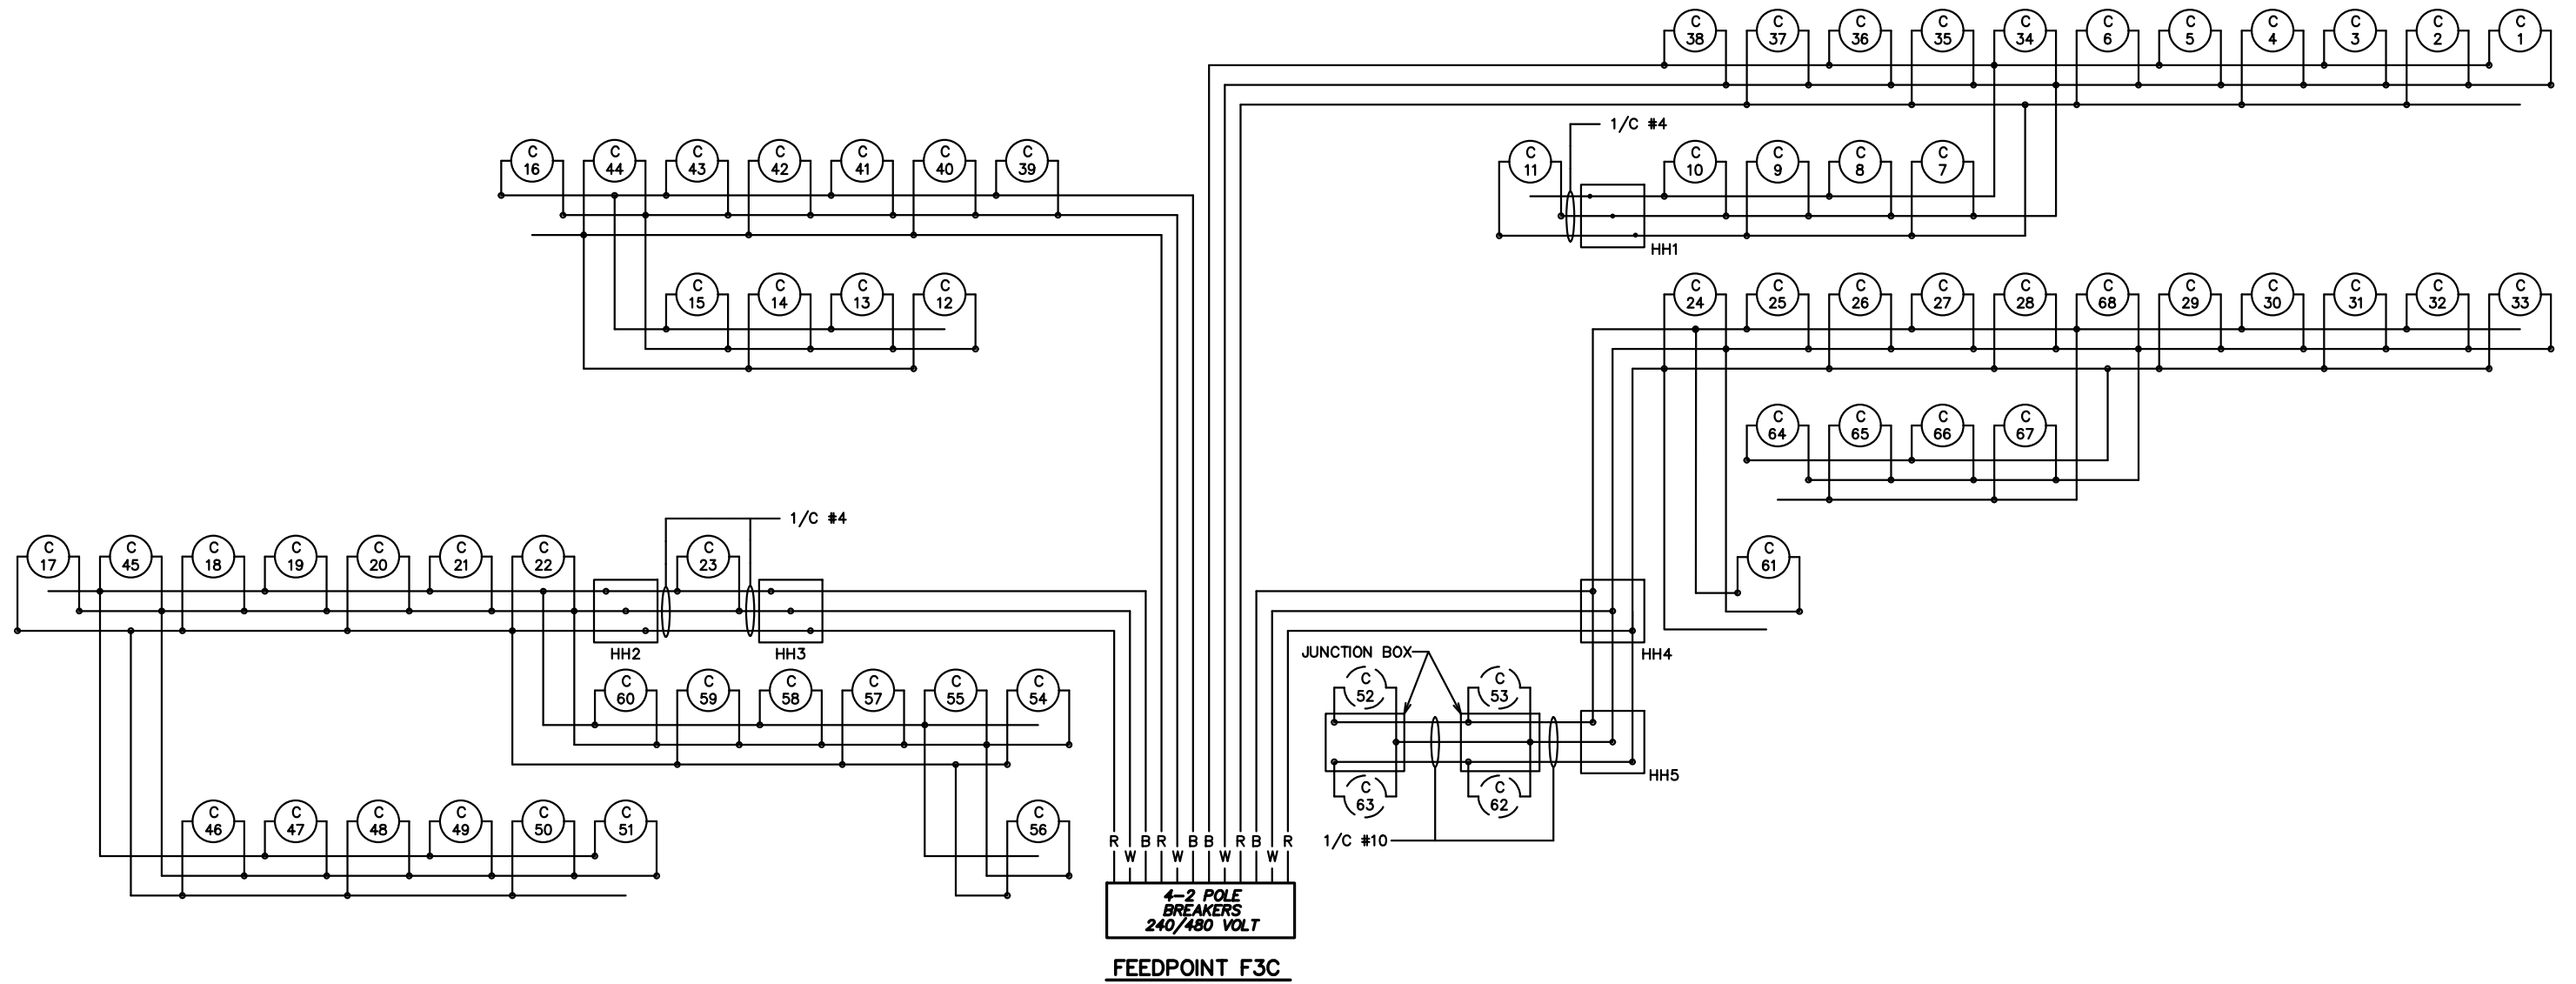 C 38
C 37
C 36
C 35
C 34
C 6
C 5
C 4
C 3
C 2
C 1
1/C #4
C 16
C 44
C 43
C 42
C 41
C 40
C 39
C 11
C 10
C 9
C 8
C 7
HH1
C 15
C 14
C 13
C 12
C 24
C 25
C 26
C 27
C 28
C 68
C 29
C 30
C 31
C 32
C 33
C 64
C 65
C 66
C 67
1/C #4
C 17
C 45
C 18
C 19
C 20
C 21
C 22
C 23
C 61
HH2
HH3
JUNCTION BOX
HH4
C 60
C 59
C 58
C 57
C 55
C 54
C 52
C 53
HH5
C 63
C 62
C 46
C 47
C 48
C 49
C 50
C 51
C 56
1/C #10
R W B R W B B W R B W R
4-2 POLE
BREAKERS
240/480 VOLT
FEEDPOINT F3C